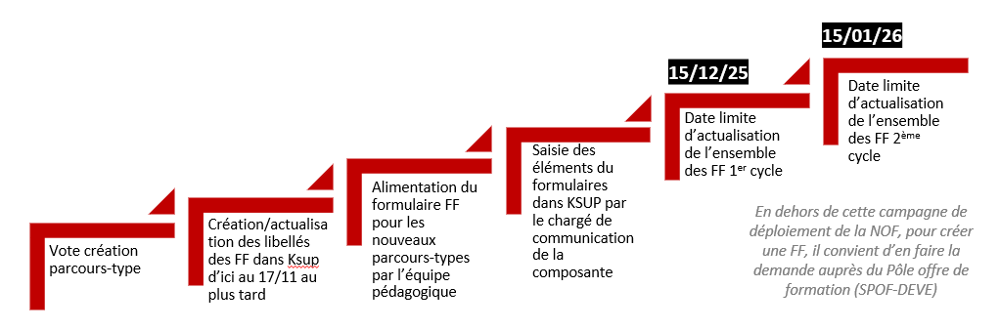 Vote création
parcours-type
Création/actualisa
tion des libellés
des FF dans Ksup
d’ici au 17/11 au
plus tard
Alimentation du
formulaire FF
pour les
nouveaux
parcours-types
par l’équipe
pédagogique
Saisie des
éléments du
formulaires
dans KSUP par
le chargé de
communication
de la
composante
15/12/25
Date limite
d’actualisation
de l’ensemble
des FF 1er cycle
15/01/26
Date limite
d’actualisation
de l’ensemble
des FF 2ème
cycle
En dehors de cette campagne de
déploiement de la NOF, pour créer
une FF, il convient d’en faire la
demande auprès du Pôle offre de
formation (SPOF-DEVE)